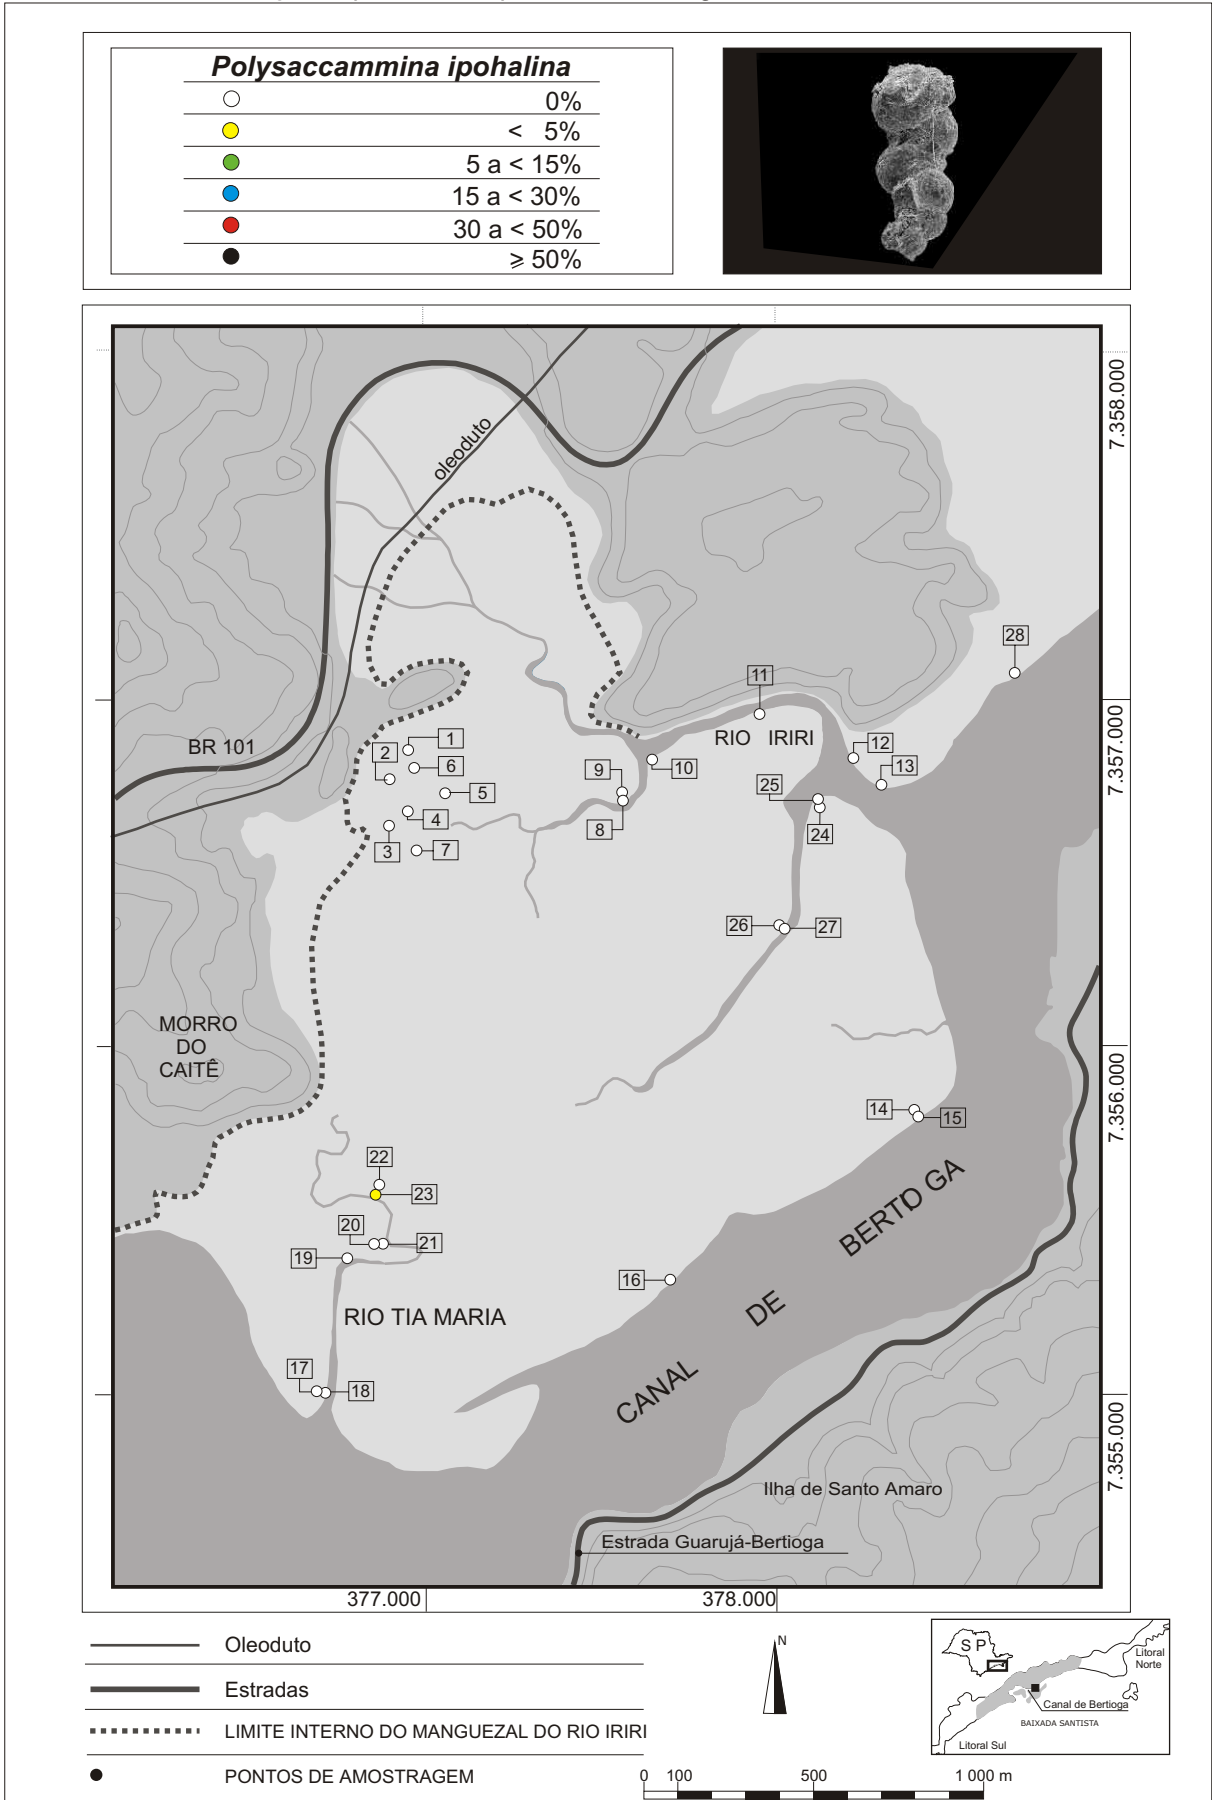 Polysaccammina ipohalina
0%
< 5%
5 a < 15%
15 a < 30%
30 a < 50%
⩾ 50%
7.358.000
oleoduto
28
11
BR 101
1
2
6
RIO IRIRI
12
7.357.000
9
10
13
5
25
4
8
24
3
7
26
27
MORRO
DO
CAITÊ
7.356.000
14
15
22
23
BERTIO GA
20
21
19
16
DE
RIO TIA MARIA
17
18
CANAL
7.355.000
Ilha de Santo Amaro
Estrada Guarujá-Bertioga
377.000
378.000
Oleoduto
Estradas
LIMITE INTERNO DO MANGUEZAL DO RIO IRIRI
PONTOS DE AMOSTRAGEM
N
S P
Litoral
Norte
Canal de Bertioga
BAIXADA SANTISTA
Litoral Sul
0 100 500 1 000 m